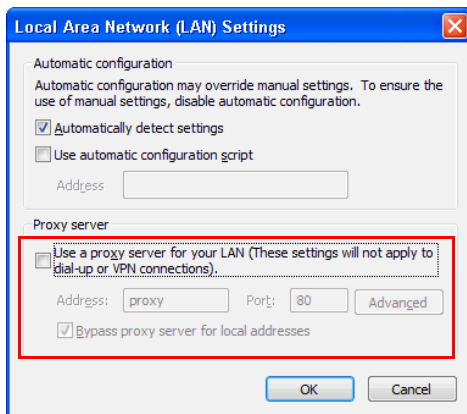 Local Area Network (LAN) Settings
Automatic configuration
Automatic configuration may override manual settings. To ensure the
use of manual settings, disable automatic configuration.
Automatically detect settings
Use automatic configuration script
Address
Proxy server
Use a proxy server for your LAN (These settings will not apply to
dial-up or VPN connections).
Address: proxy Port: 80 Advanced
Bypass proxy server for local addresses
OK Cancel